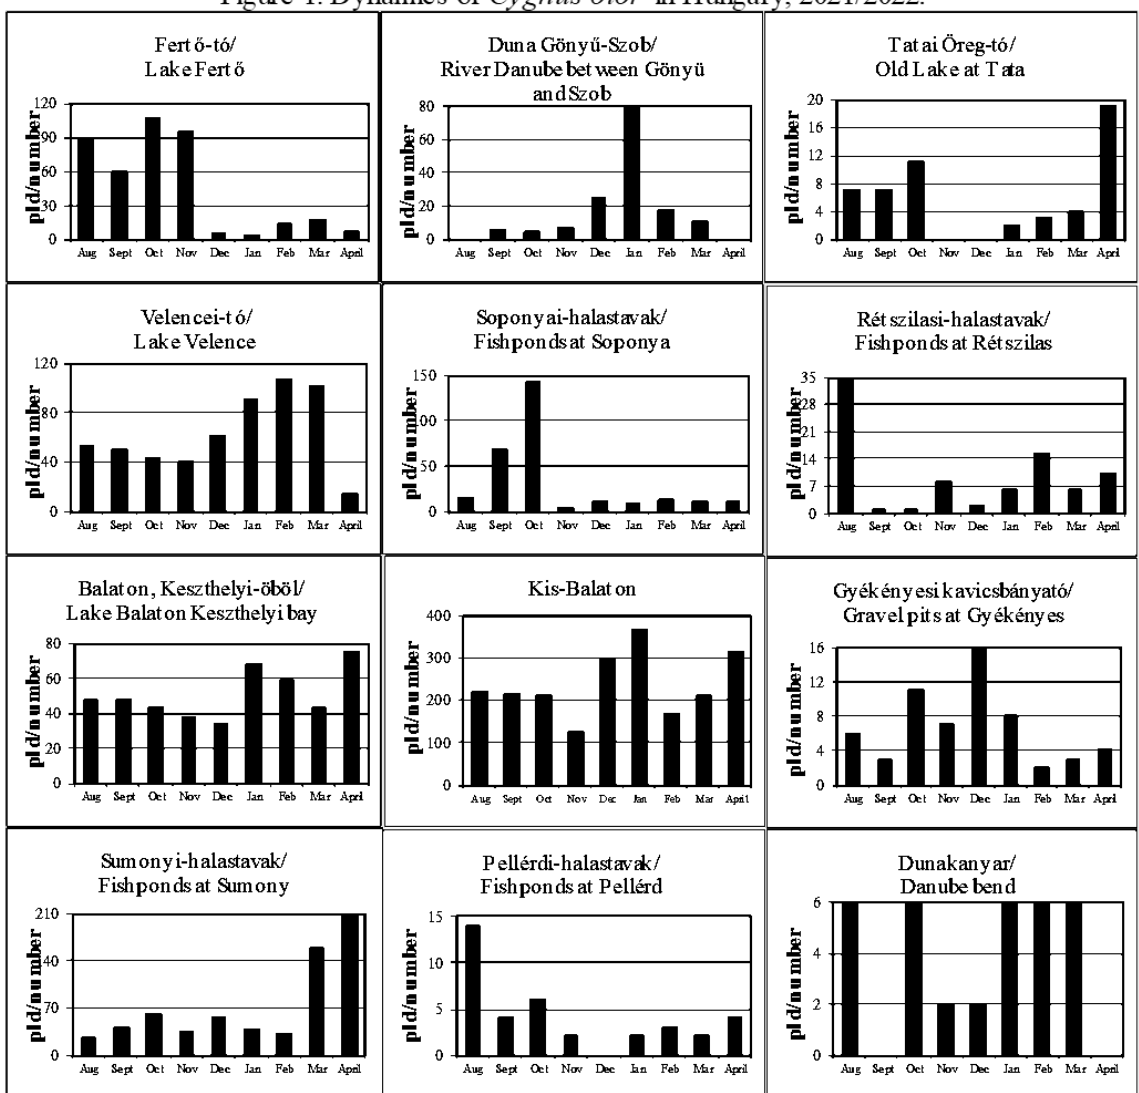 Figure Dynamics of Cygnus olor in Hungary, 2021/2022.
Fertő-tó/
Lake Fertő
pld/number
120
90
60
30
0
Aug Sept Oct Nov Dec Jan Feb Mar April
Duna Gönyű-Szob/
River Danube between Gönyü
and Szob
pld/number
80
60
40
20
0
Aug Sept Oct Nov Dec Jan Feb Mar April
Tatai Öreg-tó/
Old Lake at Tata
pld/number
20
16
12
8
4
0
Aug Sept Oct Nov Dec Jan Feb Mar April
Velencei-tó/
Lake Velence
pld/number
120
80
40
0
Aug Sept Oct Nov Dec Jan Feb Mar April
Soponyai-halastavak/
Fishponds at Soponya
pld/number
150
100
50
0
Aug Sept Oct Nov Dec Jan Feb Mar April
Rétszilasi-halastavak/
Fishponds at Rétszilas
pld/number
35
28
21
14
7
0
Aug Sept Oct Nov Dec Jan Feb Mar April
Balaton, Keszthelyi-öböl/
Lake Balaton Keszthelyi bay
pld/number
80
60
40
20
0
Aug Sept Oct Nov Dec Jan Feb Mar April
Kis-Balaton
pld/number
400
300
200
100
0
Aug Sept Oct Nov Dec Jan Feb Mar April
Gyékényesi kavicsbányató/
Gravel pits at Gyékényes
pld/number
16
12
8
4
0
Aug Sept Oct Nov Dec Jan Feb Mar April
Sumonyi-halastavak/
Fishponds at Sumony
pld/number
210
140
70
0
Aug Sept Oct Nov Dec Jan Feb Mar April
Pellérdi-halastavak/
Fishponds at Pellérd
pld/number
15
10
5
0
Aug Sept Oct Nov Dec Jan Feb Mar April
Dunakanyar/
Danube bend
pld/number
6
4
2
0
Aug Sept Oct Nov Dec Jan Feb Mar April